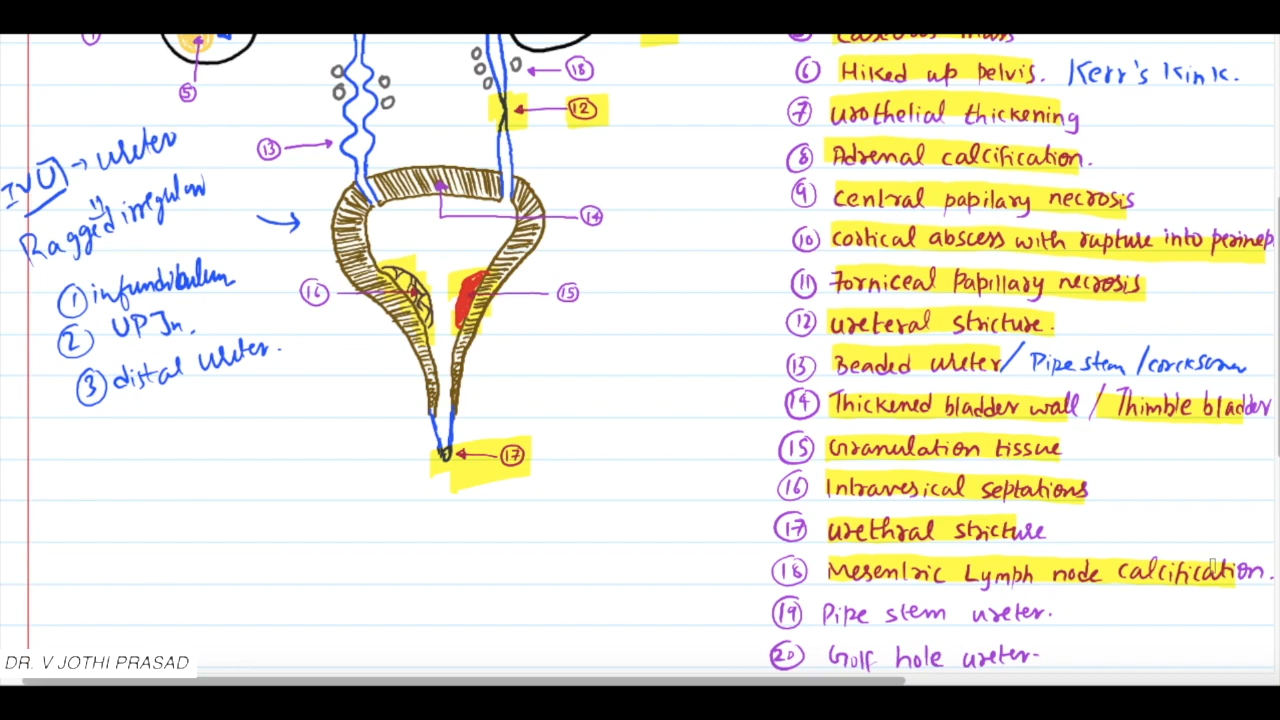 5
18
12
13
IVU → ureter
Ragged irregular
14
① infundibulum
② UPJn.
③ distal ureter.
16
15
17
⑥ Hiked up pelvis. Kerr's kink.
⑦ urothelial thickening
⑧ Adrenal calcification.
⑨ Central papilary necrosis
⑩ cortical abscess with rupture into perinep
⑪ Forniceal Papillary necrosis
⑫ ureteral stricture.
⑬ Beaded ureter / Pipe stem / corckscrew
⑭ Thickened bladder wall / Thimble bladder
⑮ Granulation tissue
⑯ Intravesical septations
⑰ urethral stricture
⑱ Mesentric Lymph node calcification.
⑲ Pipe stem ureter.
⑳ Golf hole ureter-
DR. V JOTHI PRASAD